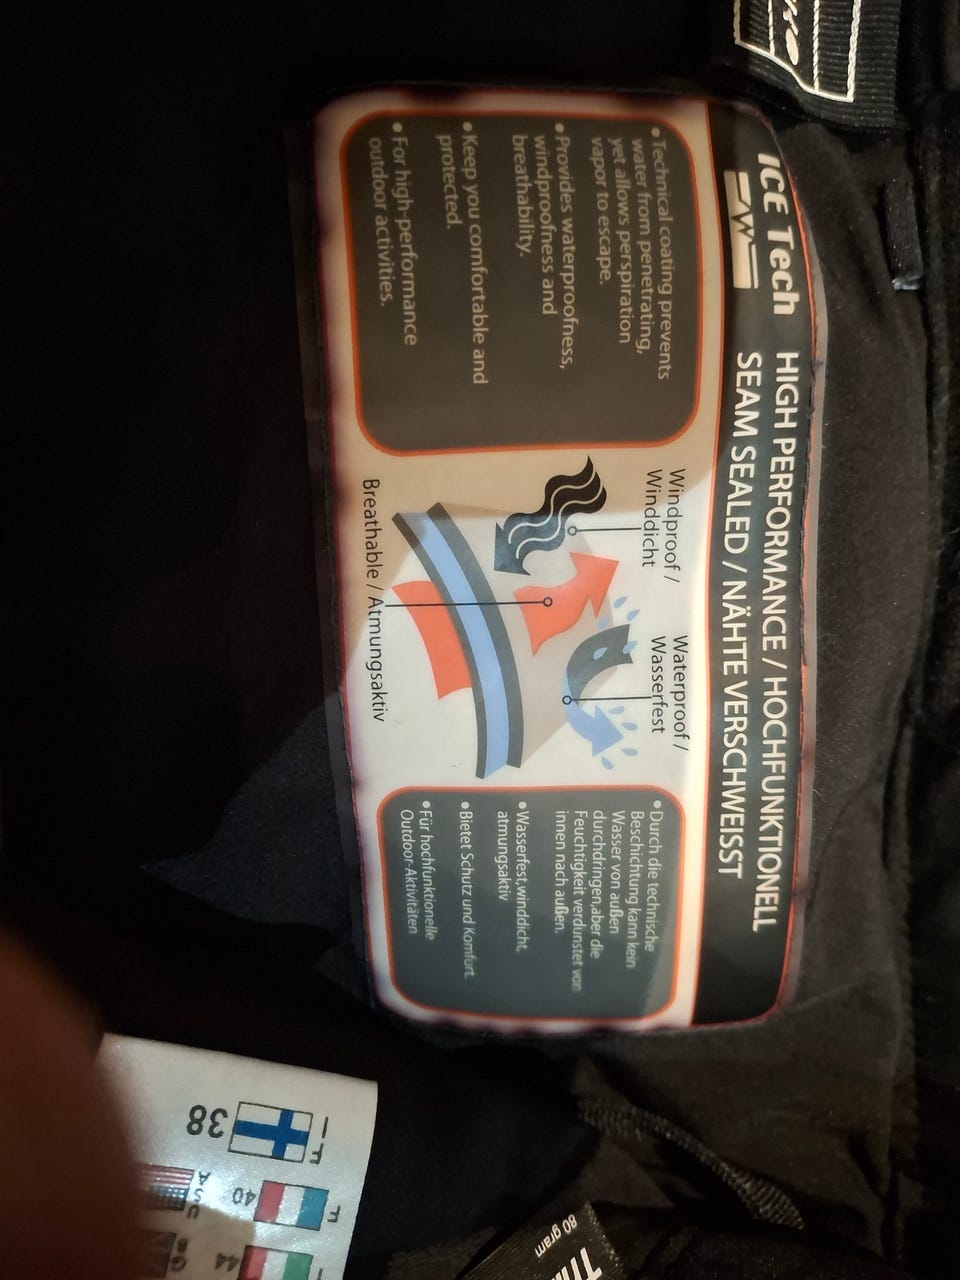 ICE Tech
HIGH PERFORMANCE / HOCHFUNKTIONELL
SEAM SEALED / NÄHTE VERSCHWEISST
• Technical coating prevents
water from penetrating,
yet allows perspiration
vapor to escape.
• Provides waterproofness,
windproofness and
breathability.
• Keep you comfortable and
protected.
• For high-performance
outdoor activities.
Windproof /
Winddicht
Waterproof /
Wasserfest
Breathable / Atmungsaktiv
• Durch die technische
Beschichtung kann kein
Wasser von außen
durchdringen,aber die
Feuchtigkeit verdunstet von
innen nach außen.
• Wasserfest,winddicht,
atmungsaktiv
• Bietet Schutz und Komfort.
• Für hochfunktionelle
Outdoor-Aktivitäten
38
F
40
44
USA
80 gram